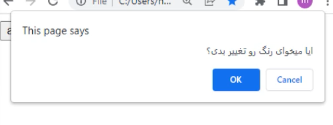 File
C:/Users/h...
This page says
ایا میخوای رنگ رو تغییر بدی؟
OK
Cancel